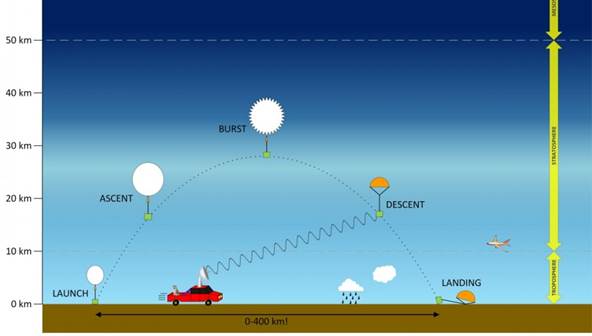 50 km
40 km
30 km
20 km
10 km
0 km
BURST
ASCENT
DESCENT
LAUNCH
LANDING
0-400 km!
STRATOSPHERE
TROPOSPHERE